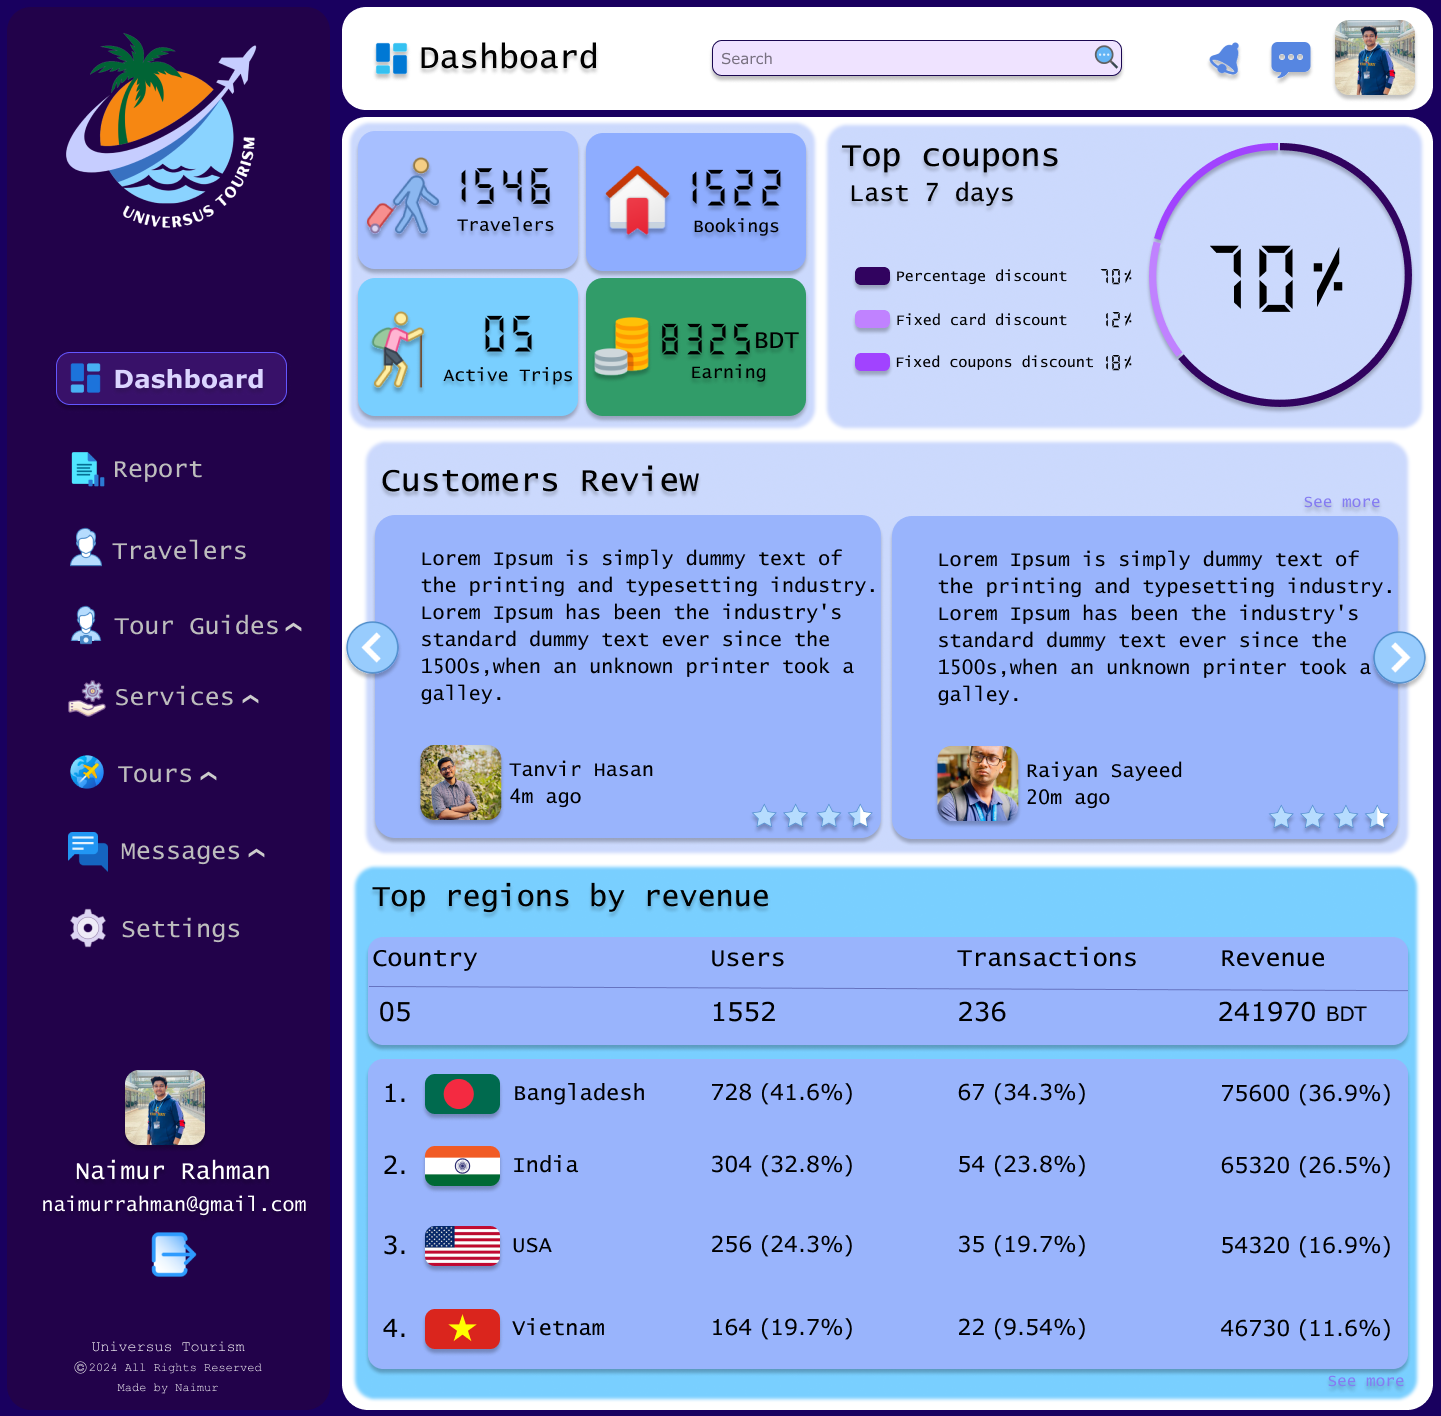 UNIVERSUS TOURISM
Dashboard
Report
Travelers
Tour Guides
Services
Tours
Messages
Settings
Naimur Rahman
naimurrahman@gmail.com
Universus Tourism
©2024 All Rights Reserved
Made by Naimur
Dashboard
Search
1546
Travelers
1522
Bookings
05
Active Trips
8325BDT
Earning
Top coupons
Last 7 days
Percentage discount 70%
Fixed card discount 12%
Fixed coupons discount 18%
70%
Customers Review
See more
Lorem Ipsum is simply dummy text of
the printing and typesetting industry.
Lorem Ipsum has been the industry's
standard dummy text ever since the
1500s,when an unknown printer took a
galley.
Tanvir Hasan
4m ago
Lorem Ipsum is simply dummy text of
the printing and typesetting industry.
Lorem Ipsum has been the industry's
standard dummy text ever since the
1500s,when an unknown printer took a
galley.
Raiyan Sayeed
20m ago
Top regions by revenue
Country Users Transactions Revenue
05 1552 236 241970 BDT
1. Bangladesh 728 (41.6%) 67 (34.3%) 75600 (36.9%)
2. India 304 (32.8%) 54 (23.8%) 65320 (26.5%)
3. USA 256 (24.3%) 35 (19.7%) 54320 (16.9%)
4. Vietnam 164 (19.7%) 22 (9.54%) 46730 (11.6%)
See more